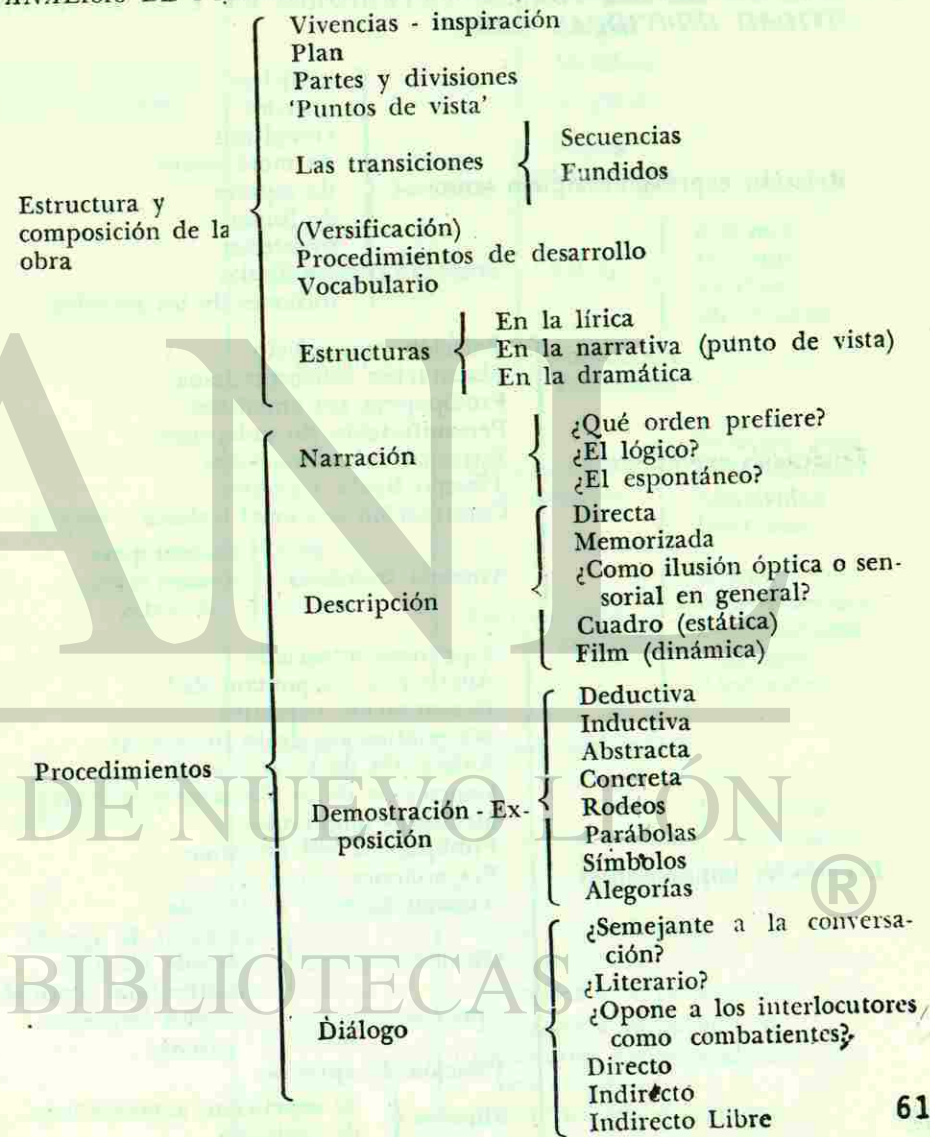 ANÁLISIS DE
Estructura y
composición de la
obra
Vivencias - inspiración
Plan
Partes y divisiones
'Puntos de vista'
Las transiciones
Secuencias
Fundidos
(Versificación)
Procedimientos de desarrollo
Vocabulario
Estructuras
En la lírica
En la narrativa (punto de vista)
En la dramática
Procedimientos
Narración
¿Qué orden prefiere?
¿El lógico?
¿El espontáneo?
Descripción
Directa
Memorizada
¿Como ilusión óptica o sen-
sorial en general?
Cuadro (estática)
Film (dinámica)
Demostración - Ex-
posición
Deductiva
Inductiva
Abstracta
Concreta
Rodeos
Parábolas
Símbolos
Alegorías
Diálogo
¿Semejante a la conversa-
ción?
¿Literario?
¿Opone a los interlocutores
como combatientes?
Directo
Indirecto
Indirecto Libre
61
ANL
DE NUEVO LEÓN
®
BIBLIOTECAS